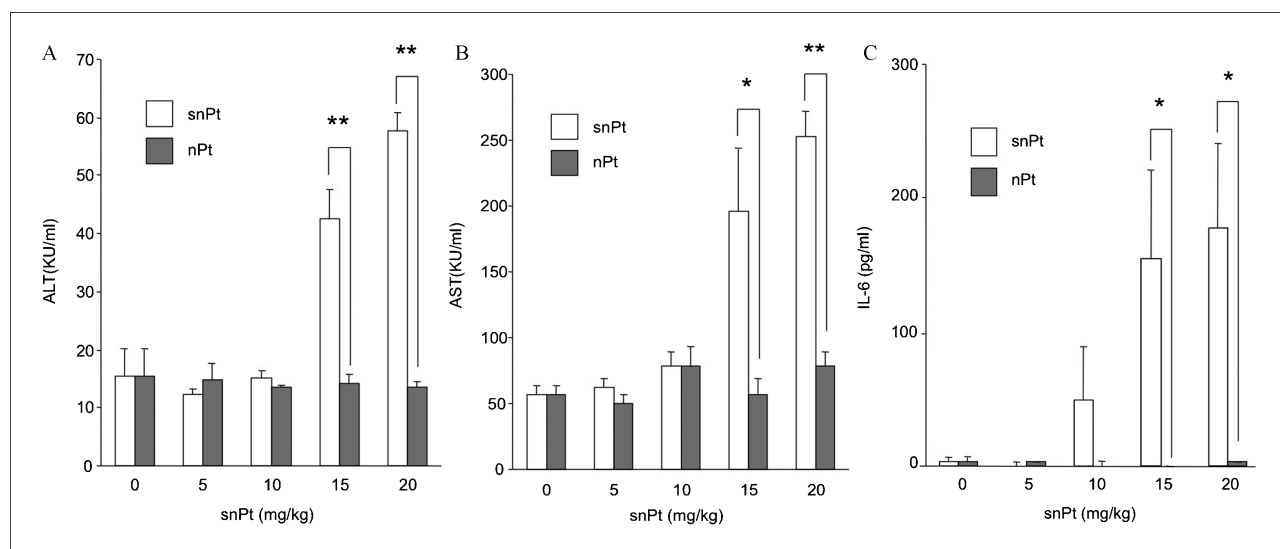 A
70
60
50
40
30
20
10
0
ALT(KU/ml)
snPt
nPt
**
**
0 5 10 15 20
snPt (mg/kg)
B
300
250
200
150
100
50
0
AST(KU/ml)
snPt
nPt
*
**
0 5 10 15 20
snPt (mg/kg)
C
300
200
100
0
IL-6 (pg/ml)
snPt
nPt
*
*
0 5 10 15 20
snPt (mg/kg)